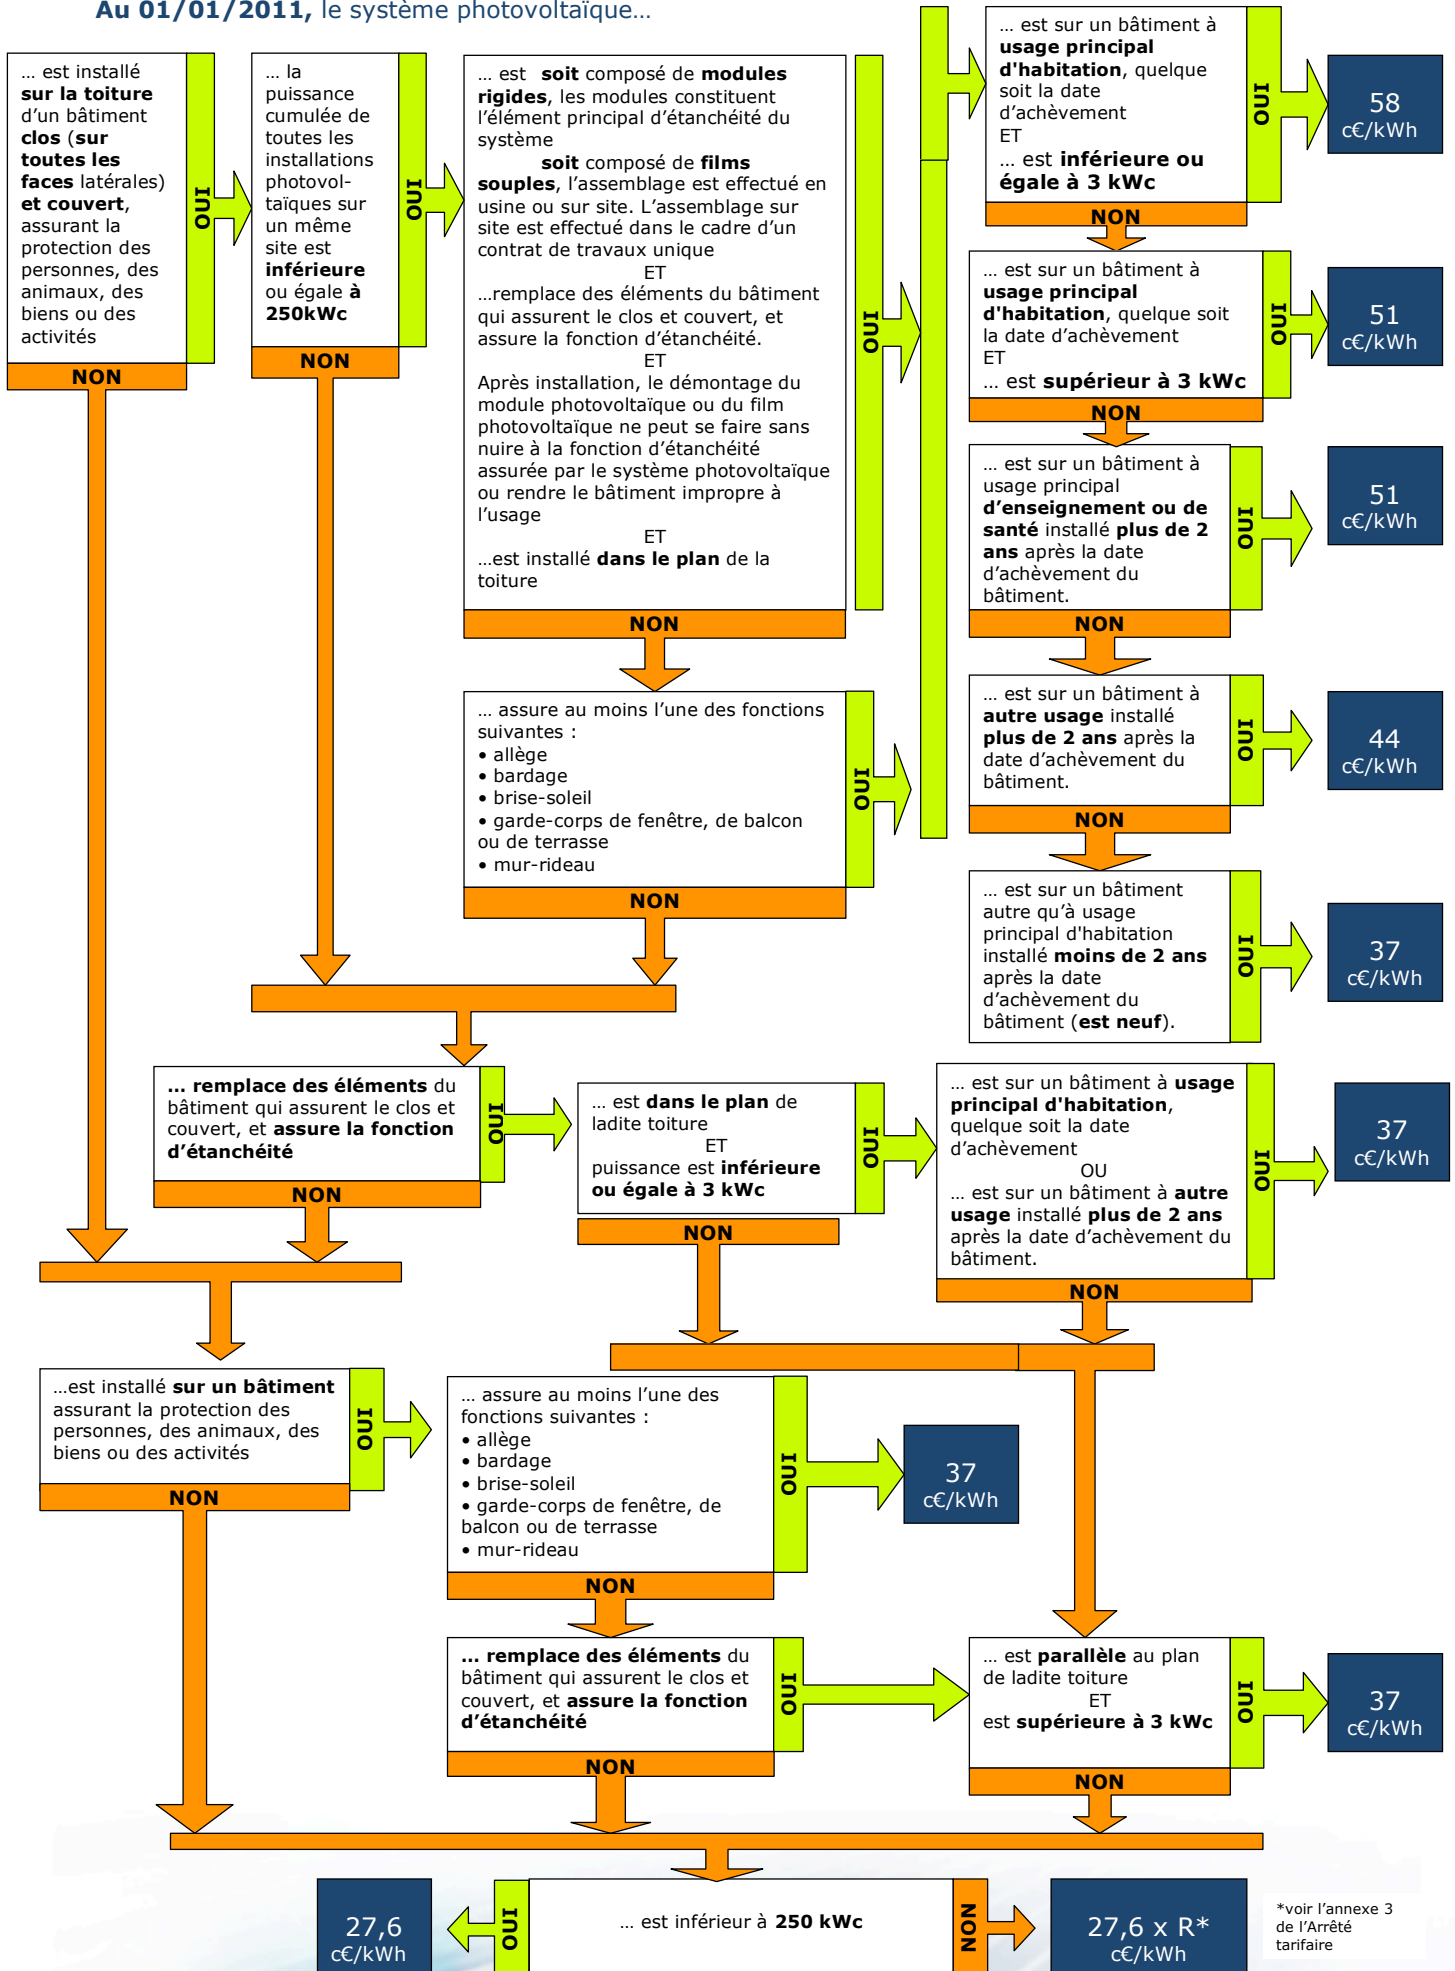 Au 01/01/2011, le système photovoltaïque…
… est installé
sur la toiture
d'un bâtiment
clos (sur
toutes les
faces latérales)
et couvert,
assurant la
protection des
personnes, des
animaux, des
biens ou des
activités
OUI
NON
… la
puissance
cumulée de
toutes les
installations
photovol-
taïques sur
un même
site est
inférieure
ou égale à
250kWc
OUI
NON
… est soit composé de modules
rigides, les modules constituent
l'élément principal d'étanchéité du
système
soit composé de films
souples, l'assemblage est effectué en
usine ou sur site. L'assemblage sur
site est effectué dans le cadre d'un
contrat de travaux unique
ET
…remplace des éléments du bâtiment
qui assurent le clos et couvert, et
assure la fonction d'étanchéité.
ET
Après installation, le démontage du
module photovoltaïque ou du film
photovoltaïque ne peut se faire sans
nuire à la fonction d'étanchéité
assurée par le système photovoltaïque
ou rendre le bâtiment impropre à
l'usage
ET
…est installé dans le plan de la
toiture
OUI
NON
… assure au moins l'une des fonctions
suivantes :
• allège
• bardage
• brise-soleil
• garde-corps de fenêtre, de balcon
ou de terrasse
• mur-rideau
OUI
NON
… est sur un bâtiment à
usage principal
d'habitation, quelque
soit la date
d'achèvement
ET
… est inférieure ou
égale à 3 kWc
OUI
58
c€/kWh
NON
… est sur un bâtiment à
usage principal
d'habitation, quelque soit
la date d'achèvement
ET
… est supérieur à 3 kWc
OUI
51
c€/kWh
NON
… est sur un bâtiment à
usage principal
d'enseignement ou de
santé installé plus de 2
ans après la date
d'achèvement du
bâtiment.
OUI
51
c€/kWh
NON
… est sur un bâtiment à
autre usage installé
plus de 2 ans après la
date d'achèvement du
bâtiment.
OUI
44
c€/kWh
NON
… est sur un bâtiment
autre qu'à usage
principal d'habitation
installé moins de 2 ans
après la date
d'achèvement du
bâtiment (est neuf).
OUI
37
c€/kWh
... remplace des éléments du
bâtiment qui assurent le clos et
couvert, et assure la fonction
d'étanchéité
OUI
NON
… est dans le plan de
ladite toiture
ET
puissance est inférieure
ou égale à 3 kWc
OUI
NON
… est sur un bâtiment à usage
principal d'habitation,
quelque soit la date
d'achèvement
OU
… est sur un bâtiment à autre
usage installé plus de 2 ans
après la date d'achèvement du
bâtiment.
OUI
37
c€/kWh
NON
…est installé sur un bâtiment
assurant la protection des
personnes, des animaux, des
biens ou des activités
OUI
NON
… assure au moins l'une des
fonctions suivantes :
• allège
• bardage
• brise-soleil
• garde-corps de fenêtre, de
balcon ou de terrasse
• mur-rideau
OUI
37
c€/kWh
NON
... remplace des éléments du
bâtiment qui assurent le clos et
couvert, et assure la fonction
d'étanchéité
OUI
NON
… est parallèle au plan
de ladite toiture
ET
est supérieure à 3 kWc
OUI
37
c€/kWh
NON
27,6
c€/kWh
OUI
… est inférieur à 250 kWc
NON
27,6 x R*
c€/kWh
*voir l'annexe 3
de l'Arrêté
tarifaire